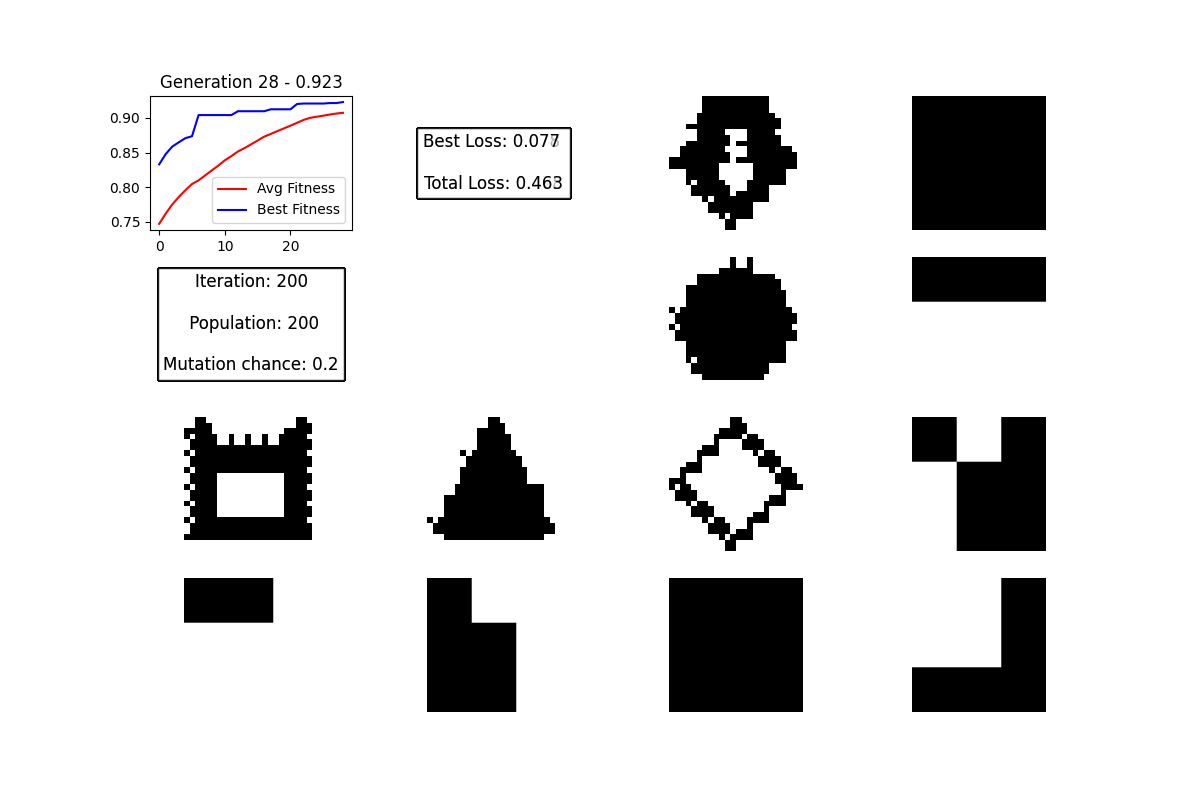 Generation 28 - 0.923
0.90
0.85
0.80
0.75
0
10
20
Avg Fitness
Best Fitness
Best Loss: 0.077
Total Loss: 0.463
Iteration: 200
Population: 200
Mutation chance: 0.2